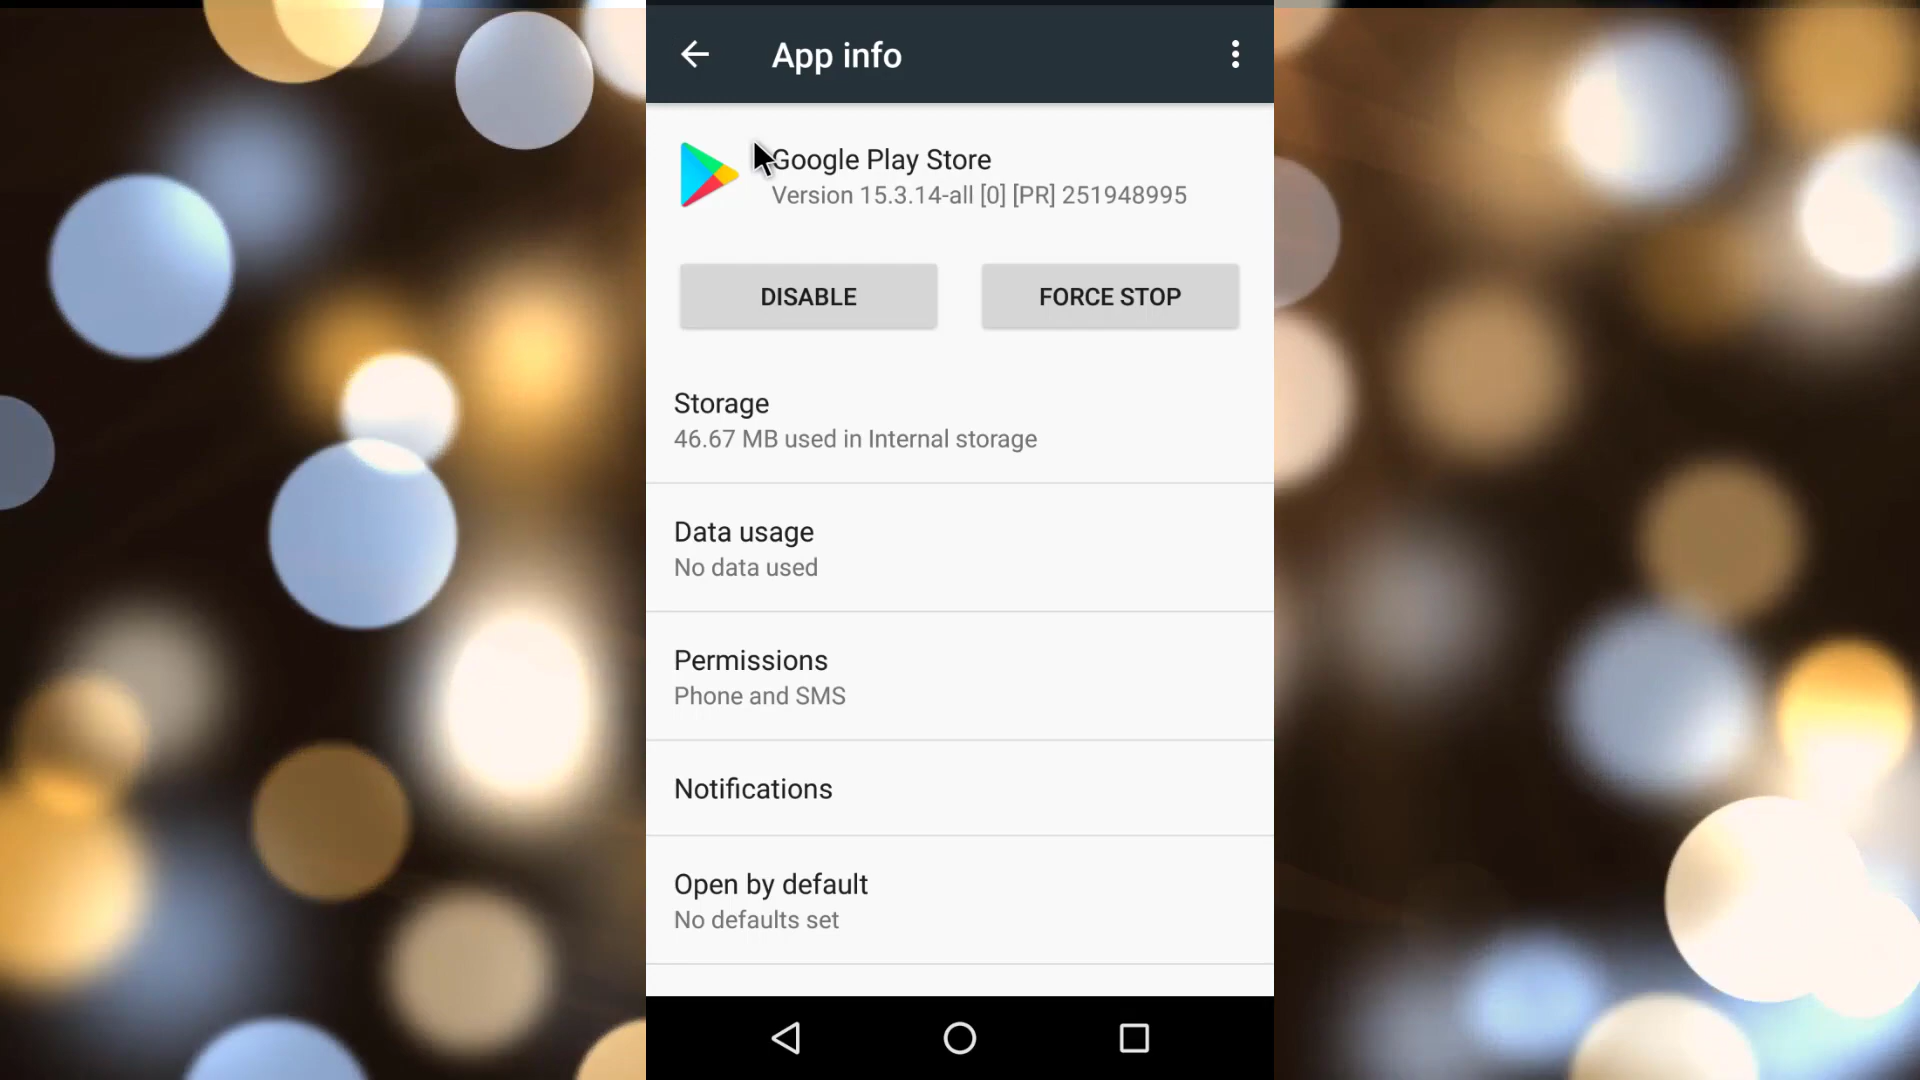 App info
Google Play Store
Version 15.3.14-all [0] [PR] 251948995
DISABLE
FORCE STOP
Storage
46.67 MB used in Internal storage
Data usage
No data used
Permissions
Phone and SMS
Notifications
Open by default
No defaults set